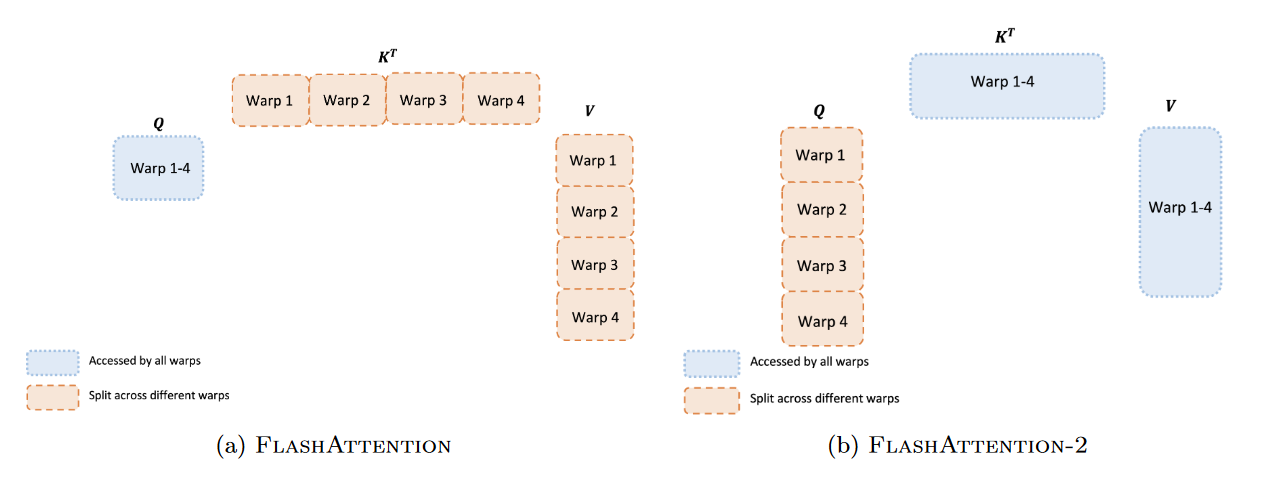 K^T
Warp 1 Warp 2 Warp 3 Warp 4
Q
Warp 1-4
V
Warp 1
Warp 2
Warp 3
Warp 4
Accessed by all warps
Split across different warps
(a) FLASHATTENTION
K^T
Warp 1-4
Q
Warp 1
Warp 2
Warp 3
Warp 4
V
Warp 1-4
Accessed by all warps
Split across different warps
(b) FLASHATTENTION-2